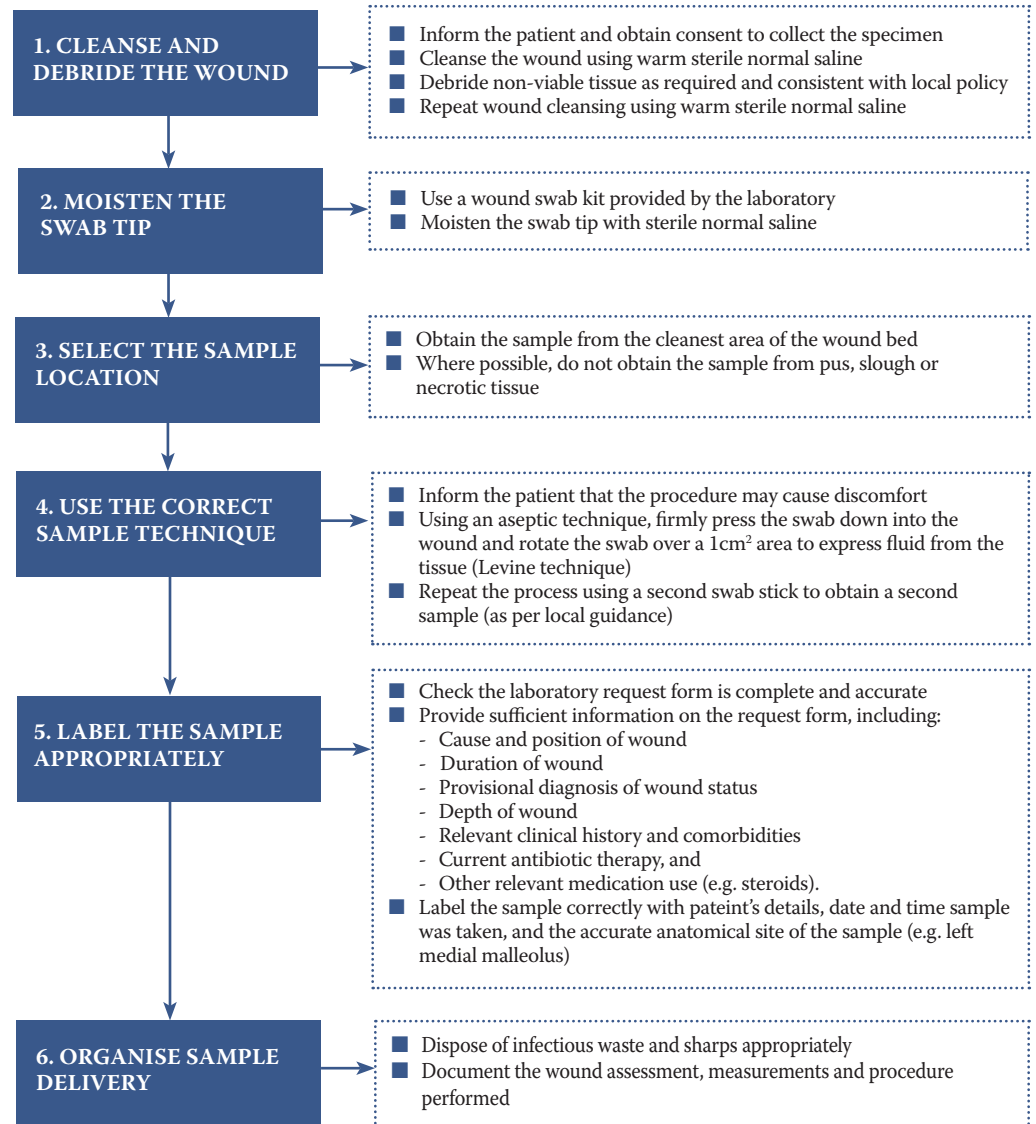 1. CLEANSE AND
DEBRIDE THE WOUND
■ Inform the patient and obtain consent to collect the specimen
■ Cleanse the wound using warm sterile normal saline
■ Debride non-viable tissue as required and consistent with local policy
■ Repeat wound cleansing using warm sterile normal saline
2. MOISTEN THE
SWAB TIP
■ Use a wound swab kit provided by the laboratory
■ Moisten the swab tip with sterile normal saline
3. SELECT THE SAMPLE
LOCATION
■ Obtain the sample from the cleanest area of the wound bed
■ Where possible, do not obtain the sample from pus, slough or
necrotic tissue
4. USE THE CORRECT
SAMPLE TECHNIQUE
■ Inform the patient that the procedure may cause discomfort
■ Using an aseptic technique, firmly press the swab down into the
wound and rotate the swab over a 1cm² area to express fluid from the
tissue (Levine technique)
■ Repeat the process using a second swab stick to obtain a second
sample (as per local guidance)
5. LABEL THE SAMPLE
APPROPRIATELY
■ Check the laboratory request form is complete and accurate
■ Provide sufficient information on the request form, including:
- Cause and position of wound
- Duration of wound
- Provisional diagnosis of wound status
- Depth of wound
- Relevant clinical history and comorbidities
- Current antibiotic therapy, and
- Other relevant medication use (e.g. steroids).
■ Label the sample correctly with pateint's details, date and time sample
was taken, and the accurate anatomical site of the sample (e.g. left
medial malleolus)
6. ORGANISE SAMPLE
DELIVERY
■ Dispose of infectious waste and sharps appropriately
■ Document the wound assessment, measurements and procedure
performed